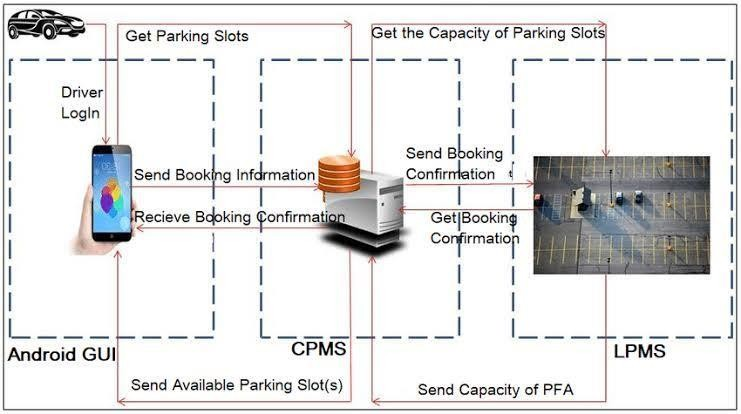 Get Parking Slots
Get the Capacity of Parking Slots
Driver
LogIn
Send Booking Information
Send Booking
Confirmation
Recieve Booking Confirmation
Get Booking
Confirmation
Android GUI
CPMS
LPMS
Send Available Parking Slot(s)
Send Capacity of PFA